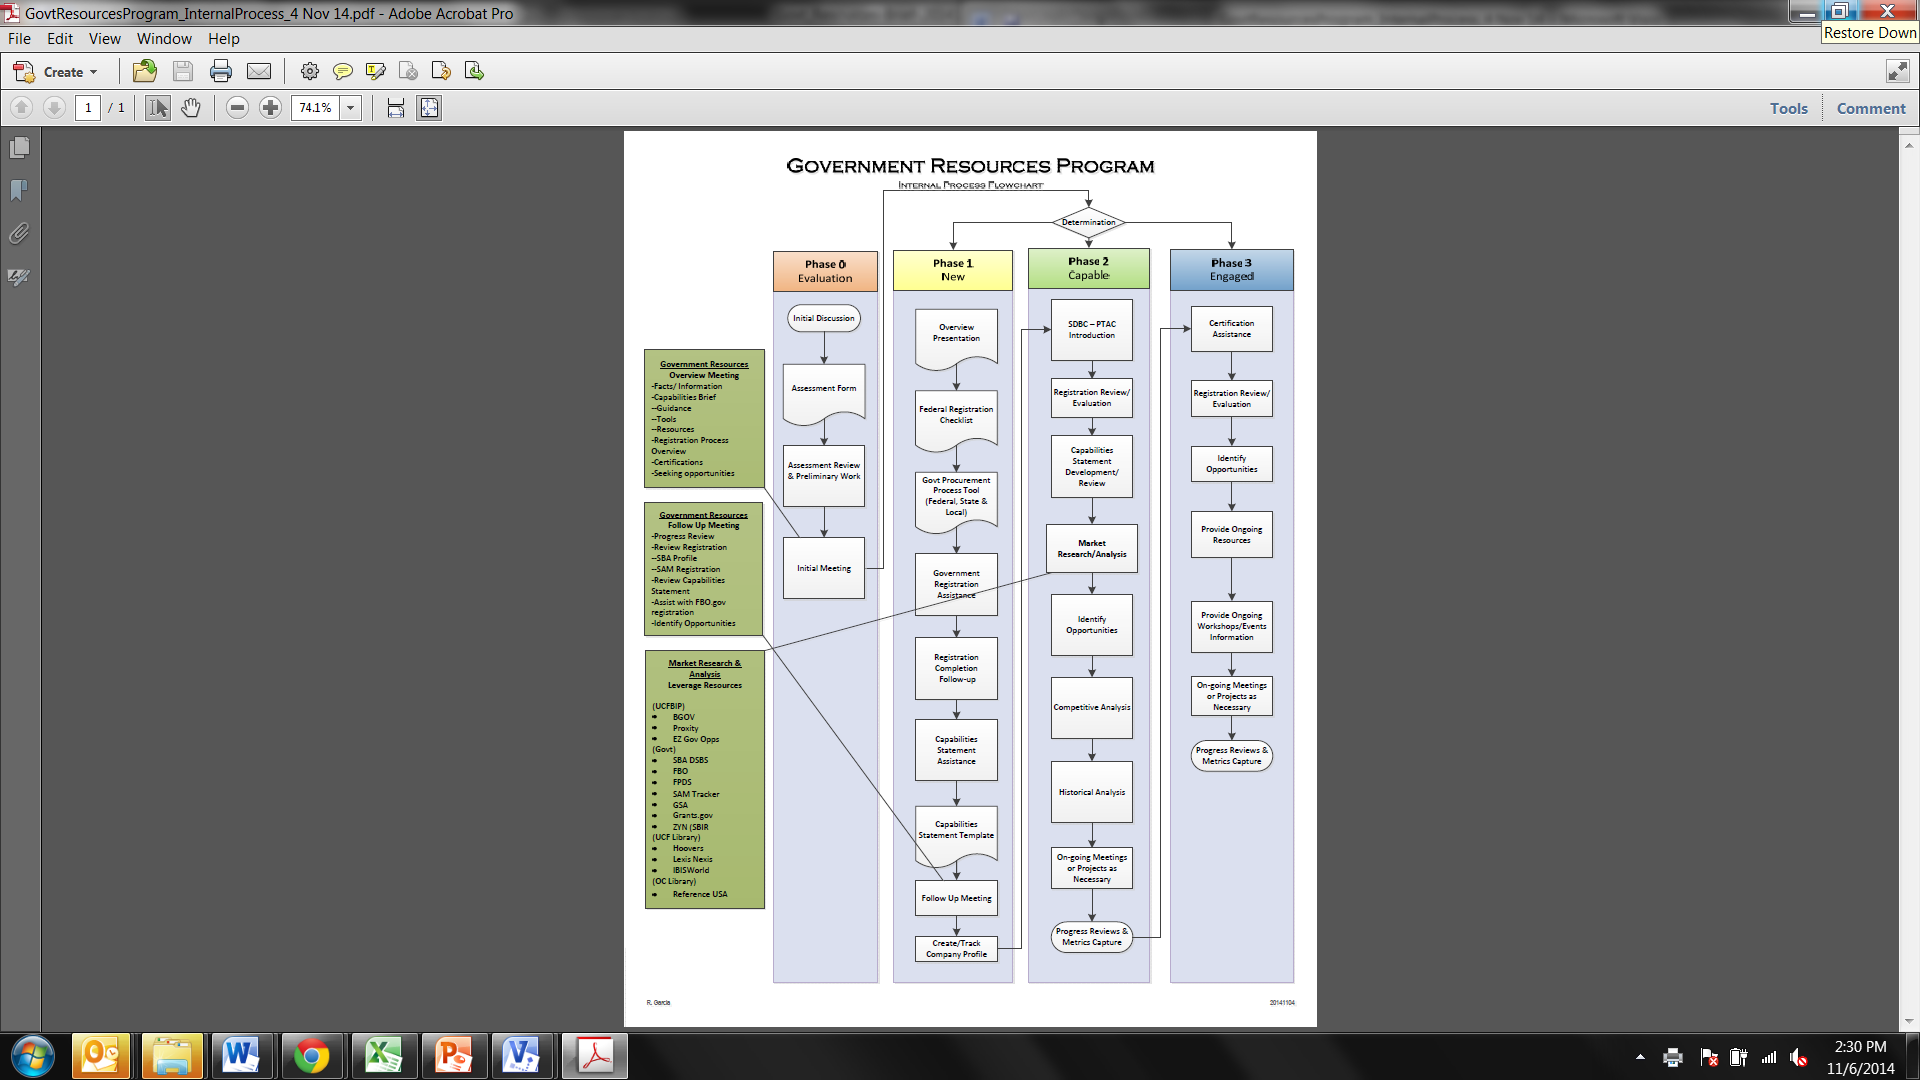 GovtResourcesProgram_InternalProcess_4 Nov 14.pdf - Adobe Acrobat Pro
Restore Down
File Edit View Window Help
Create
1 / 1
74.1%
Tools Comment
Government Resources Program
Internal Process Flowchart
Determination
Phase 0
Evaluation
Initial Discussion
Assessment Form
Assessment Review
& Preliminary Work
Initial Meeting
Phase 1
New
Overview
Presentation
Federal Registration
Checklist
Govt Procurement
Process Tool
(Federal, State &
Local)
Government
Registration
Assistance
Registration
Completion
Follow-up
Capabilities
Statement
Assistance
Capabilities
Statement Template
Follow Up Meeting
Create/Track
Company Profile
Phase 2
Capable
SDBC – PTAC
Introduction
Registration Review/
Evaluation
Capabilities
Statement
Development/
Review
Market
Research/Analysis
Identify
Opportunities
Competitive Analysis
Historical Analysis
On-going Meetings
or Projects as
Necessary
Progress Reviews &
Metrics Capture
Phase 3
Engaged
Certification
Assistance
Registration Review/
Evaluation
Identify
Opportunities
Provide Ongoing
Resources
Provide Ongoing
Workshops/Events
Information
On-going Meetings
or Projects as
Necessary
Progress Reviews &
Metrics Capture
Government Resources
Overview Meeting
-Facts/ Information
-Capabilities Brief
--Guidance
--Tools
--Resources
-Registration Process
Overview
-Certifications
-Seeking opportunities
Government Resources
Follow Up Meeting
-Progress Review
-Review Registration
--SBA Profile
--SAM Registration
-Review Capabilities
Statement
-Assist with FBO.gov
registration
-Identify Opportunities
Market Research &
Analysis
Leverage Resources
(UCFBIP)
• BGOV
• Proxity
• EZ Gov Opps
(Govt)
• SBA DSBS
• FBO
• FPDS
• SAM Tracker
• GSA
• Grants.gov
• ZYN (SBIR
(UCF Library)
• Hoovers
• Lexis Nexis
• IBISWorld
(OC Library)
• Reference USA
R. Garcia
20141104
2:30 PM
11/6/2014